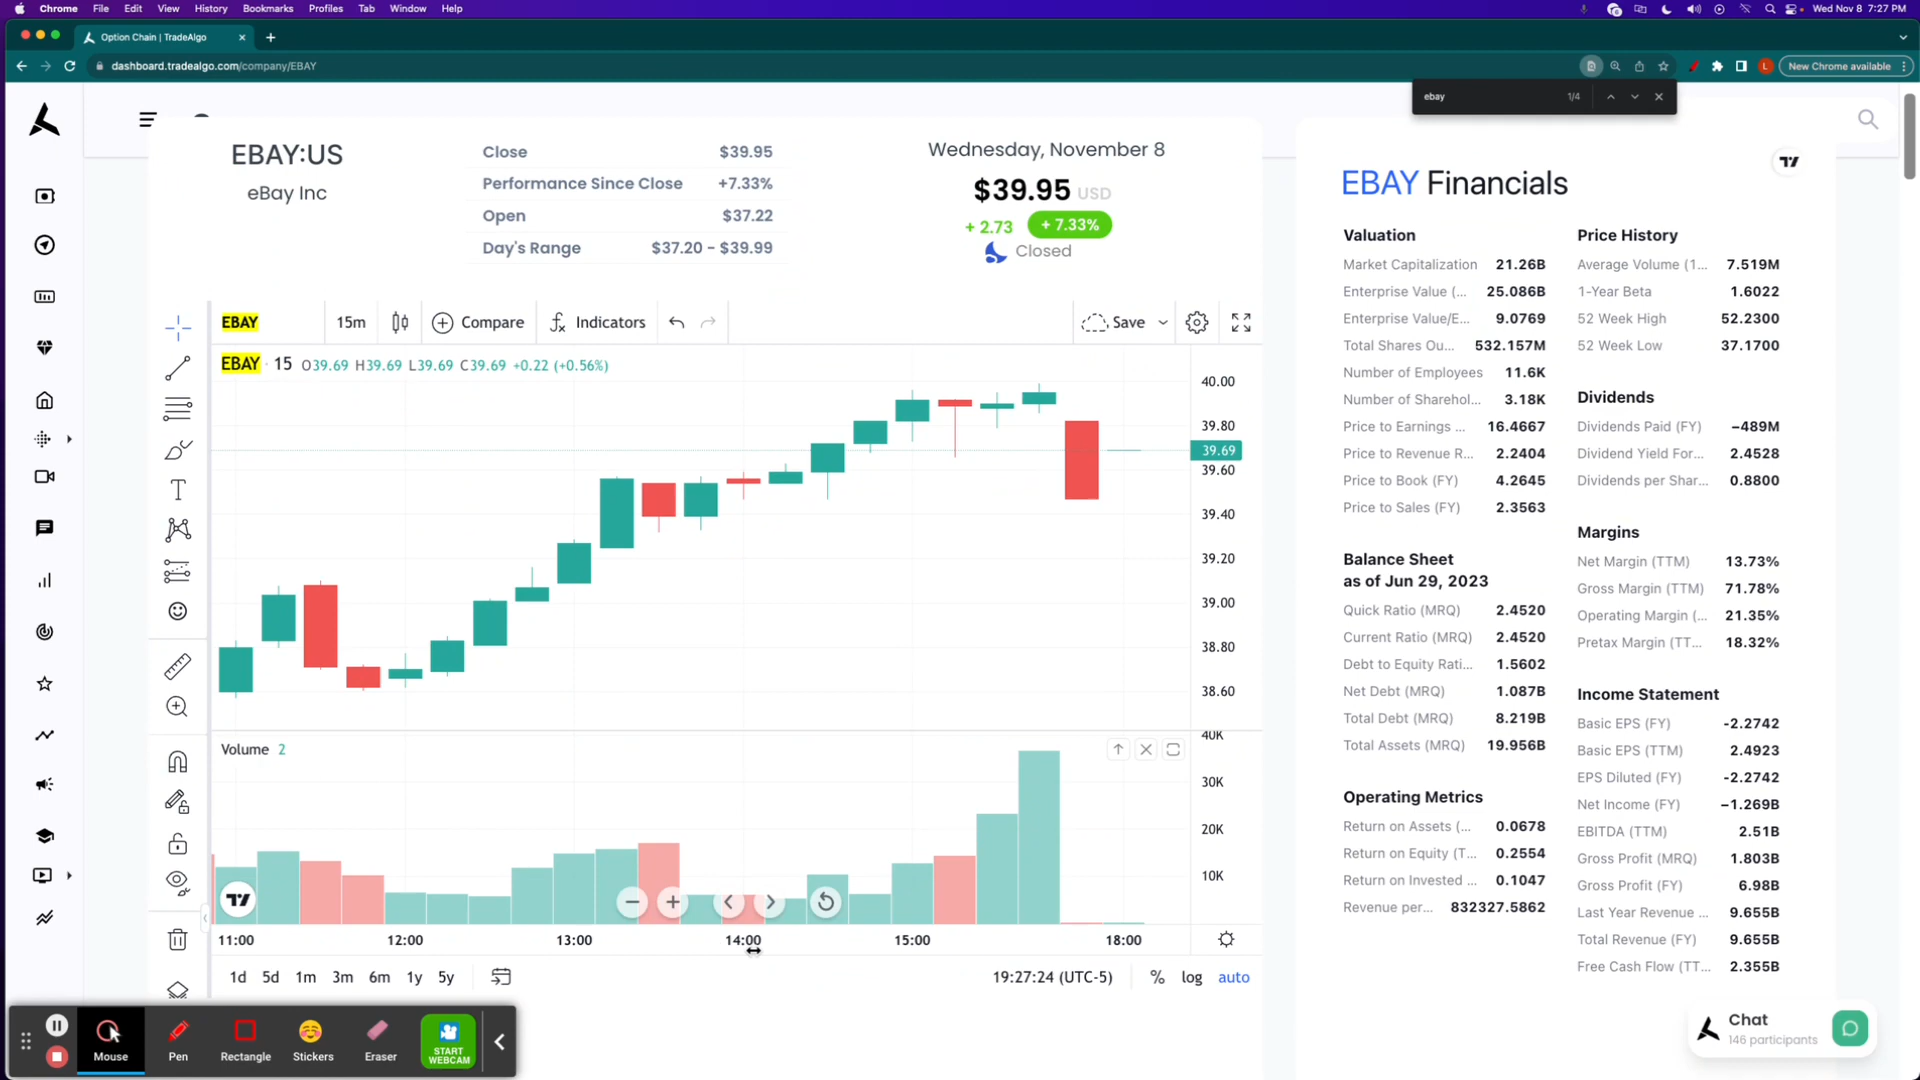 Chrome File Edit View History Bookmarks Profiles Tab Window Help Wed Nov 8 7:27 PM
Option Chain | TradeAlgo
dashboard.tradealgo.com/company/EBAY New Chrome available
ebay 1/4
EBAY:US
eBay Inc
Close $39.95
Performance Since Close +7.33%
Open $37.22
Day's Range $37.20 - $39.99
Wednesday, November 8
$39.95 USD
+ 2.73 + 7.33%
Closed
EBAY 15m Compare Indicators Save
EBAY · 15 O39.69 H39.69 L39.69 C39.69 +0.22 (+0.56%)
40.00
39.80
39.69
39.60
39.40
39.20
39.00
38.80
38.60
Volume 2
40K
30K
20K
10K
11:00 12:00 13:00 14:00 15:00 18:00
1d 5d 1m 3m 6m 1y 5y 19:27:24 (UTC-5) % log auto
EBAY Financials
Valuation
Market Capitalization 21.26B
Enterprise Value (... 25.086B
Enterprise Value/E... 9.0769
Total Shares Ou... 532.157M
Number of Employees 11.6K
Number of Sharehol... 3.18K
Price to Earnings ... 16.4667
Price to Revenue R... 2.2404
Price to Book (FY) 4.2645
Price to Sales (FY) 2.3563
Balance Sheet
as of Jun 29, 2023
Quick Ratio (MRQ) 2.4520
Current Ratio (MRQ) 2.4520
Debt to Equity Rati... 1.5602
Net Debt (MRQ) 1.087B
Total Debt (MRQ) 8.219B
Total Assets (MRQ) 19.956B
Operating Metrics
Return on Assets (... 0.0678
Return on Equity (T... 0.2554
Return on Invested ... 0.1047
Revenue per... 832327.5862
Price History
Average Volume (1... 7.519M
1-Year Beta 1.6022
52 Week High 52.2300
52 Week Low 37.1700
Dividends
Dividends Paid (FY) −489M
Dividend Yield For... 2.4528
Dividends per Shar... 0.8800
Margins
Net Margin (TTM) 13.73%
Gross Margin (TTM) 71.78%
Operating Margin (... 21.35%
Pretax Margin (TT... 18.32%
Income Statement
Basic EPS (FY) -2.2742
Basic EPS (TTM) 2.4923
EPS Diluted (FY) -2.2742
Net Income (FY) −1.269B
EBITDA (TTM) 2.51B
Gross Profit (MRQ) 1.803B
Gross Profit (FY) 6.98B
Last Year Revenue ... 9.655B
Total Revenue (FY) 9.655B
Free Cash Flow (TT... 2.355B
Mouse Pen Rectangle Stickers Eraser START WEBCAM
Chat
146 participants